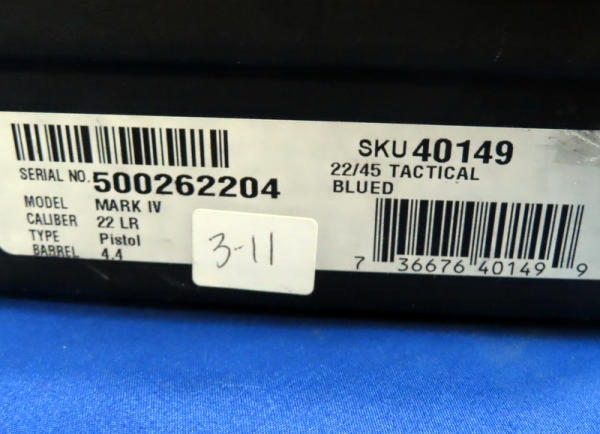 SERIAL NO. 500262204
MODEL MARK IV
CALIBER 22 LR
TYPE Pistol
BARREL 4.4
3-11
SKU 40149
22/45 TACTICAL
BLUED
7 36676 40149 9